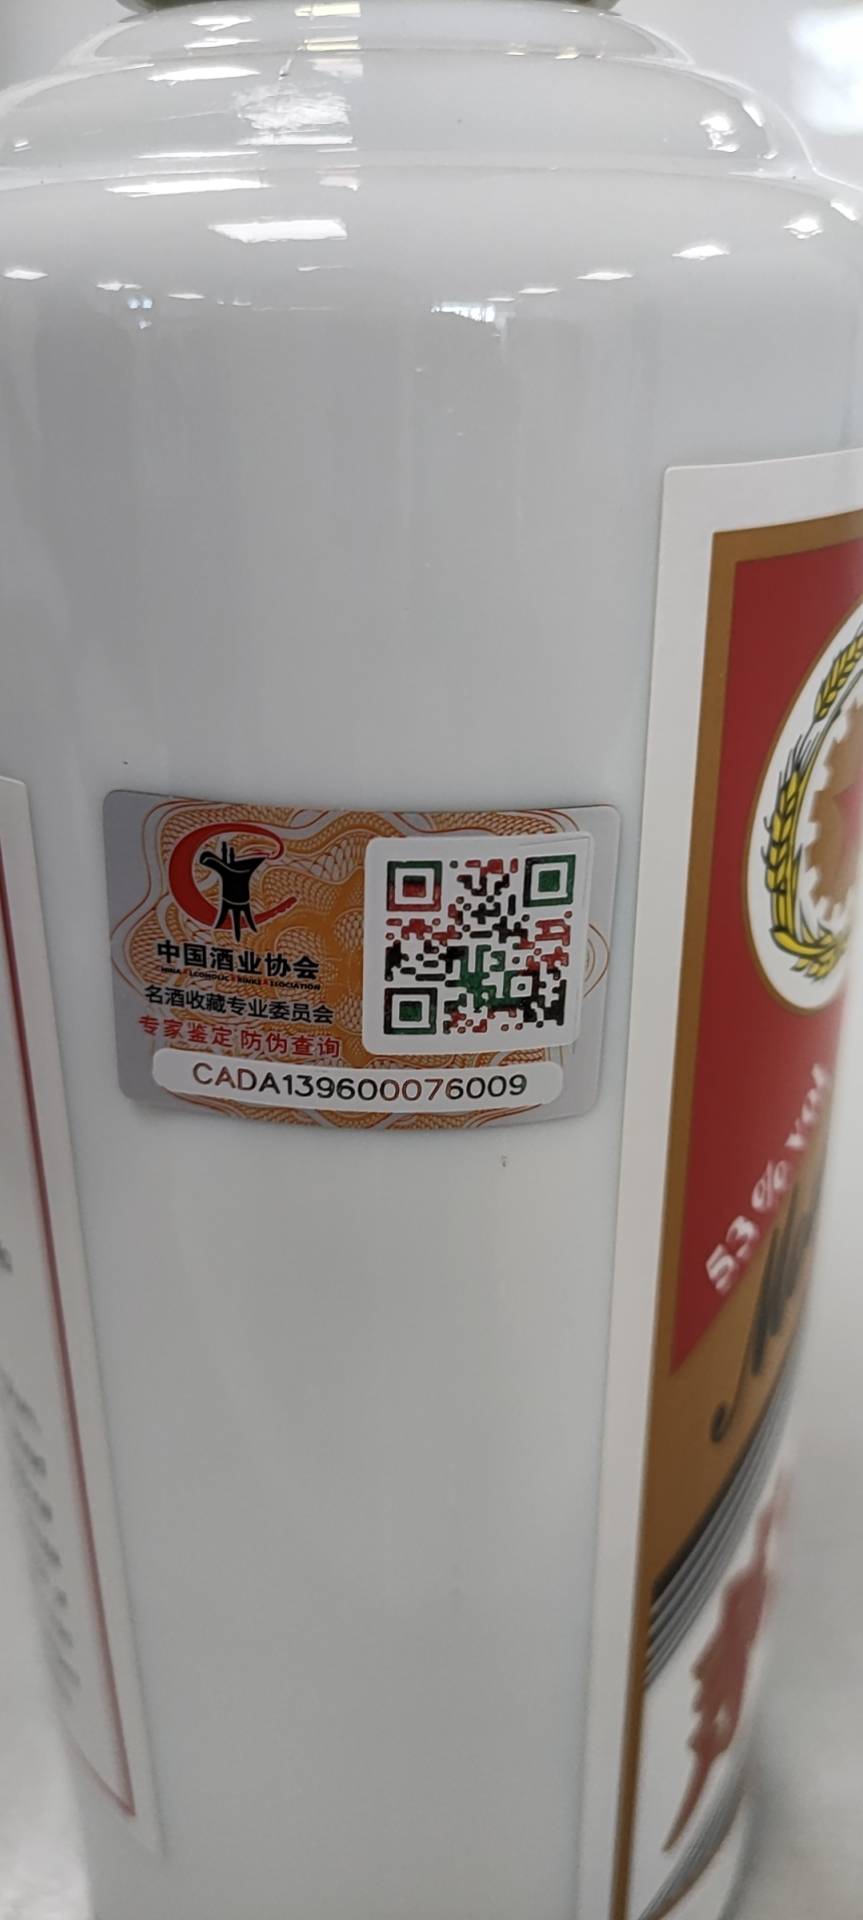 中国酒业协会
名酒收藏专业委员会
专家鉴定 防伪查询
CADA139600076009
53% VOL